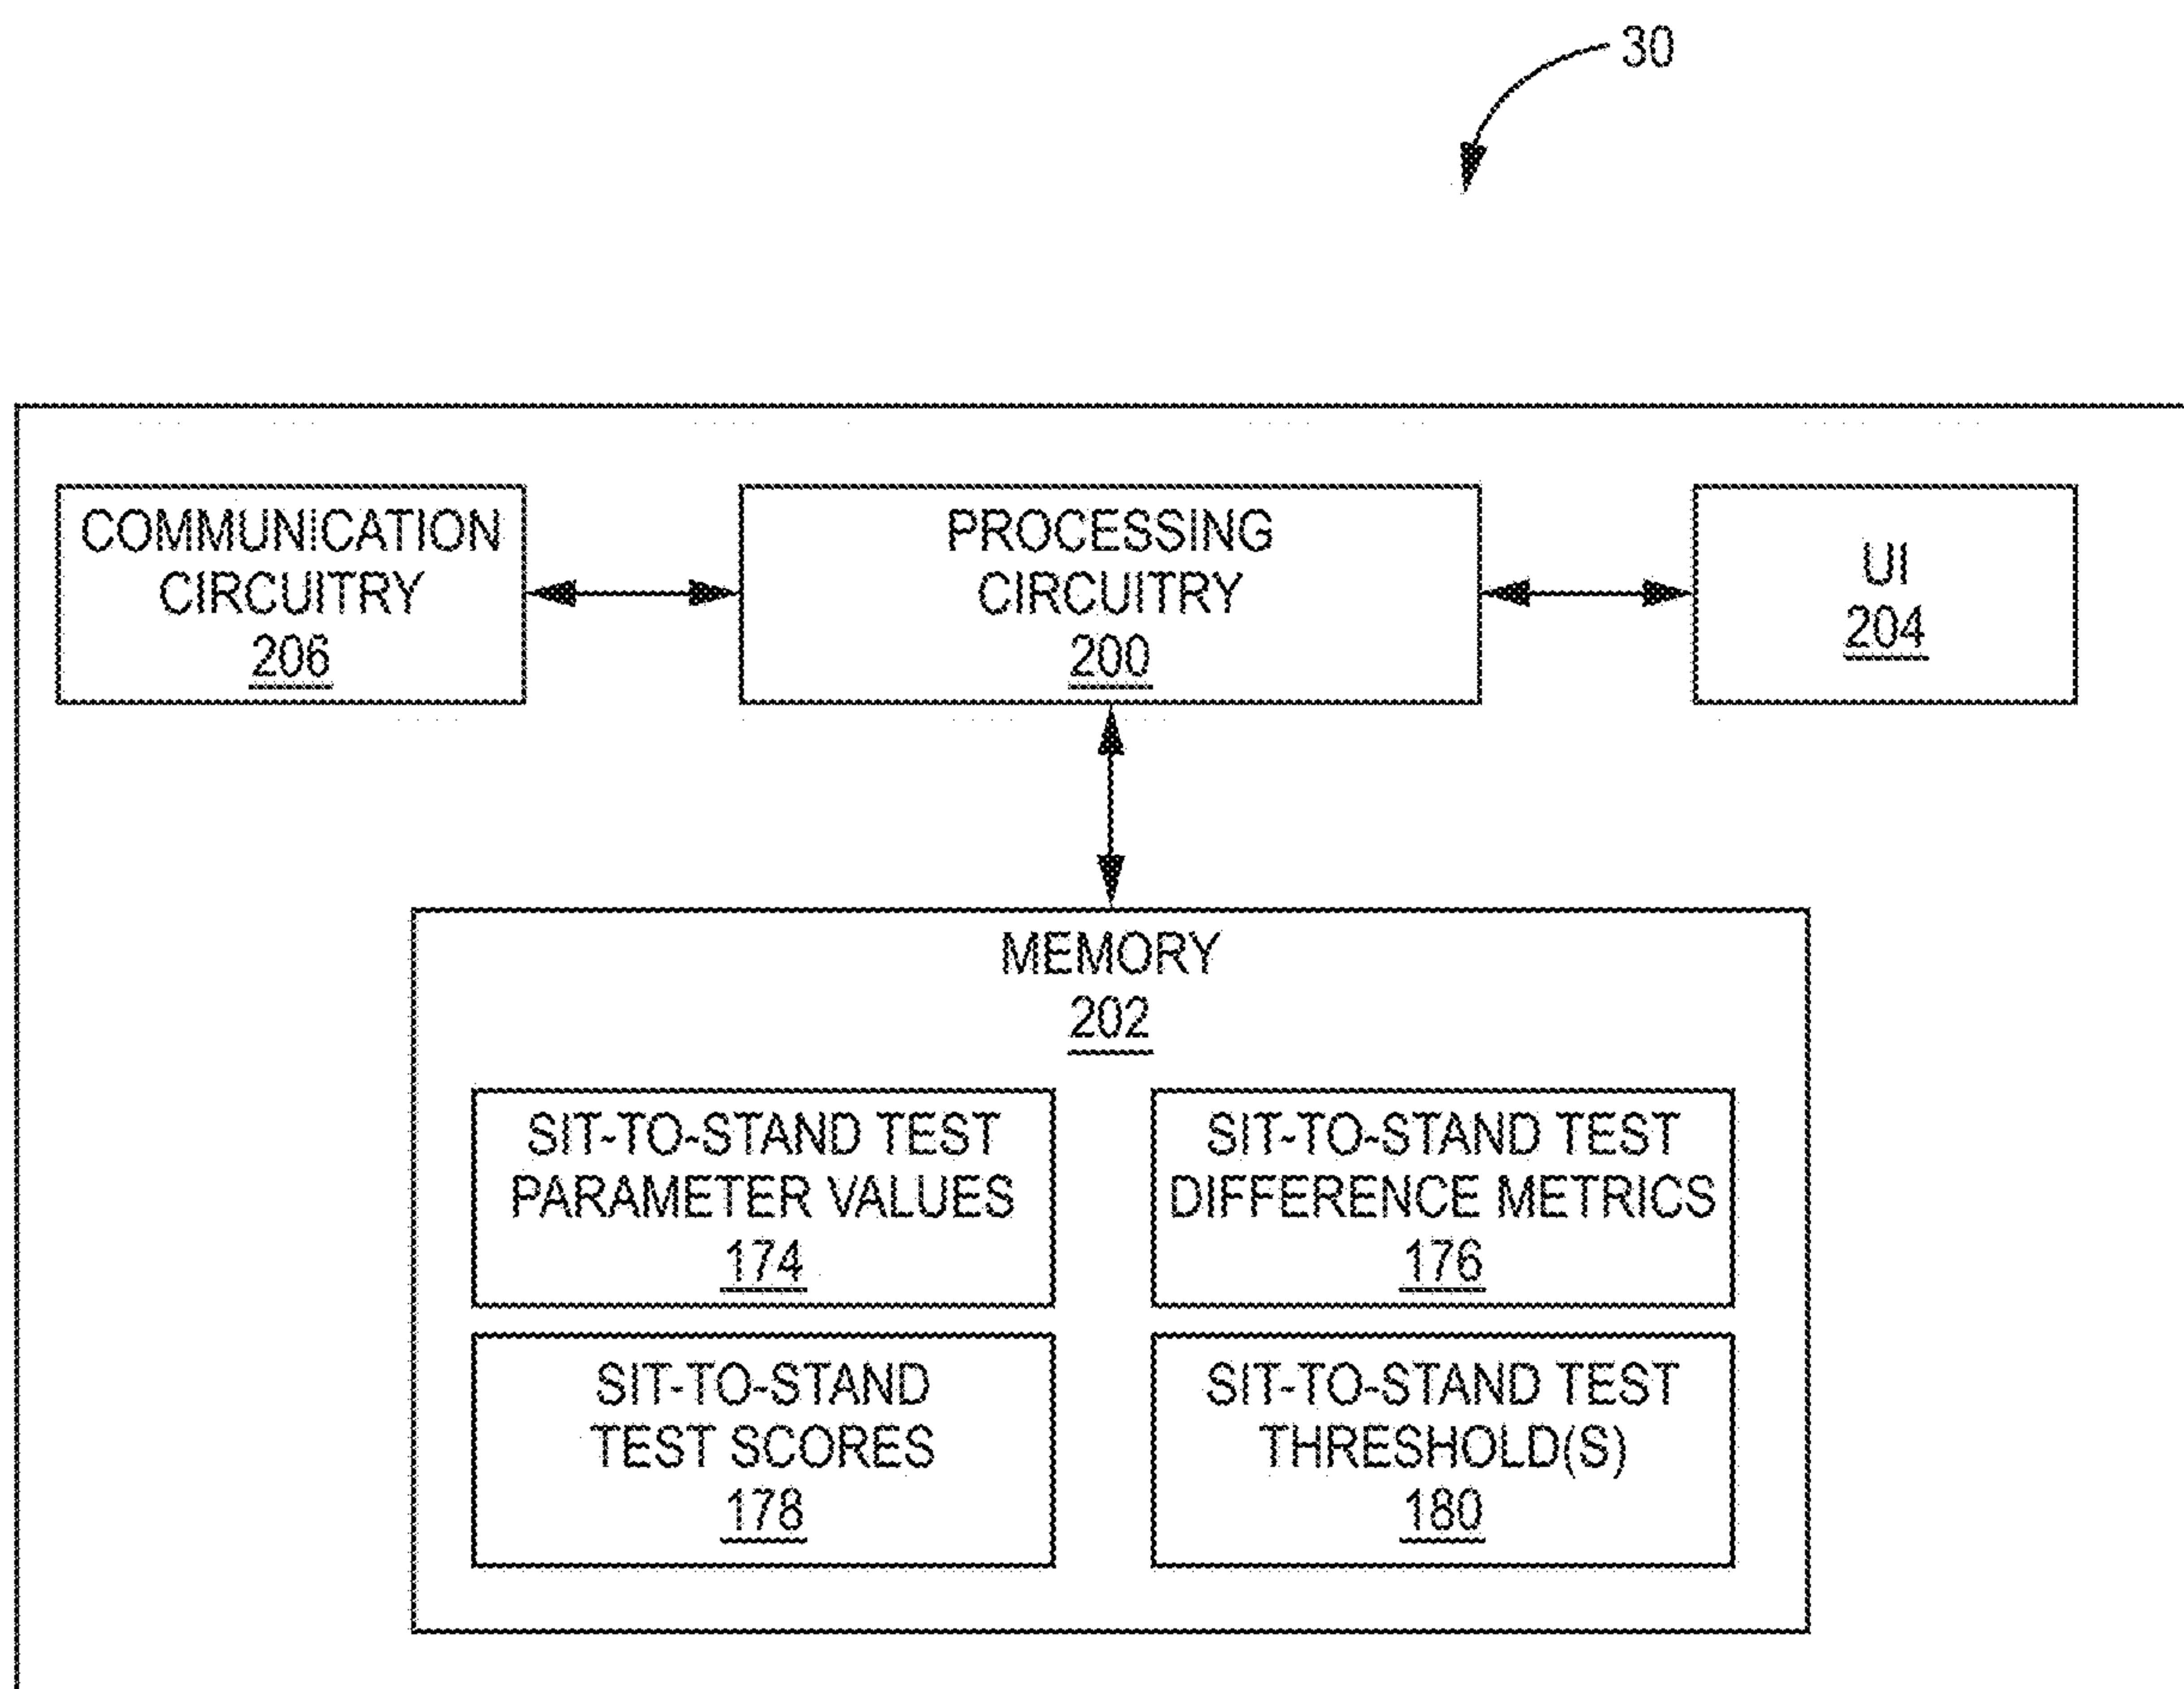 30
COMMUNICATION
CIRCUITRY
206
PROCESSING
CIRCUITRY
200
UI
204
MEMORY
202
SIT-TO-STAND TEST
PARAMETER VALUES
174
SIT-TO-STAND TEST
DIFFERENCE METRICS
176
SIT-TO-STAND
TEST SCORES
178
SIT-TO-STAND TEST
THRESHOLD(S)
180